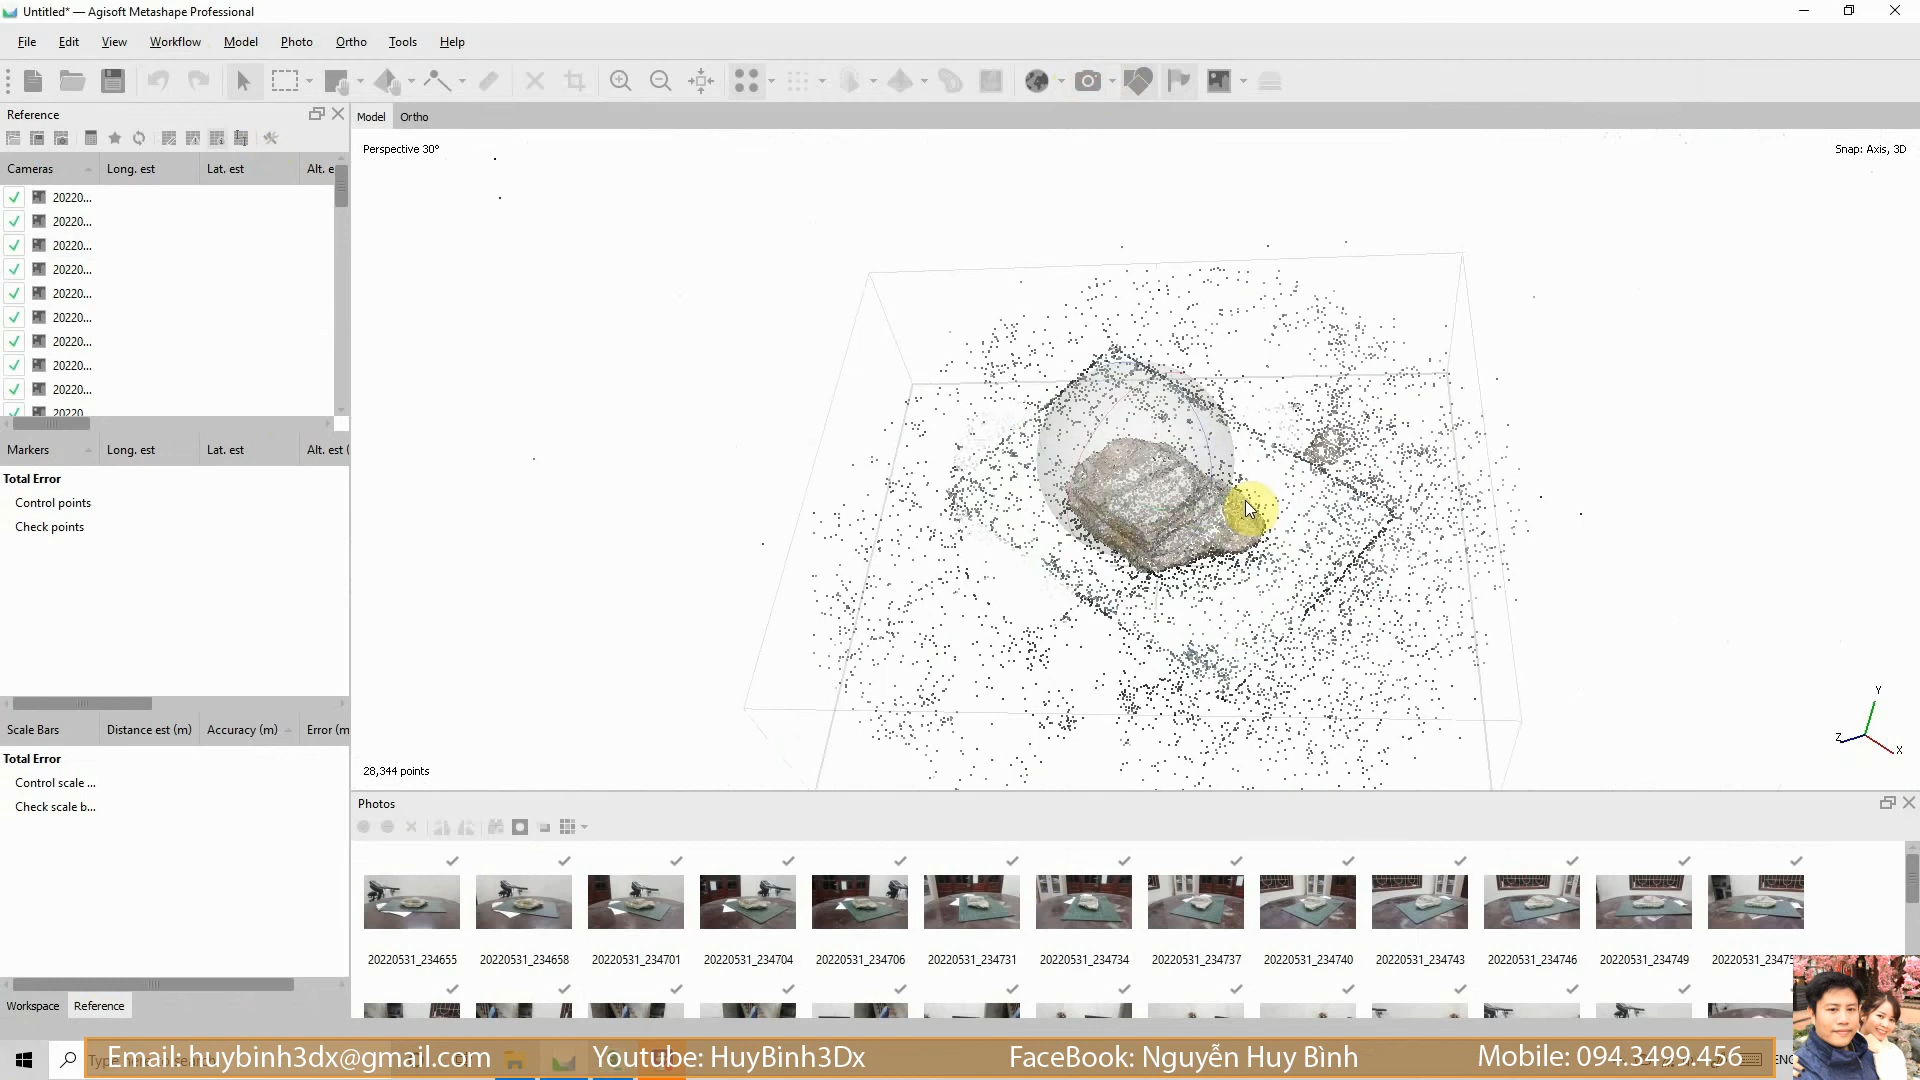 Untitled* — Agisoft Metashape Professional
File Edit View Workflow Model Photo Ortho Tools Help
Reference
Model Ortho
Perspective 30°
Snap: Axis, 3D
Cameras Long. est Lat. est Alt. e
20220...
20220...
20220...
20220...
20220...
20220...
20220...
20220...
20220...
20220
Markers Long. est Lat. est Alt. est (
Total Error
Control points
Check points
Scale Bars Distance est (m) Accuracy (m) Error (m
Total Error
Control scale ...
Check scale b...
Y
Z
X
28,344 points
Photos
20220531_234655 20220531_234658 20220531_234701 20220531_234704 20220531_234706 20220531_234731 20220531_234734 20220531_234737 20220531_234740 20220531_234743 20220531_234746 20220531_234749 20220531_2347
Workspace Reference
Email: huybinh3dx@gmail.com Youtube: HuyBinh3Dx FaceBook: Nguyễn Huy Bình Mobile: 094.3499.456